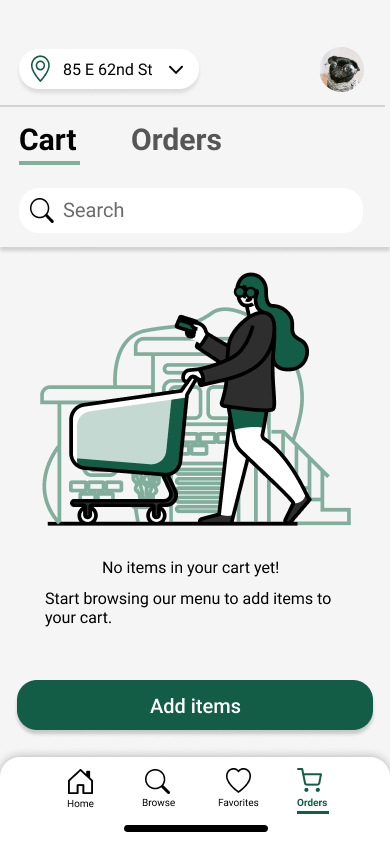 85 E 62nd St
Cart Orders
Search
No items in your cart yet!
Start browsing our menu to add items to
your cart.
Add items
Home Browse Favorites Orders